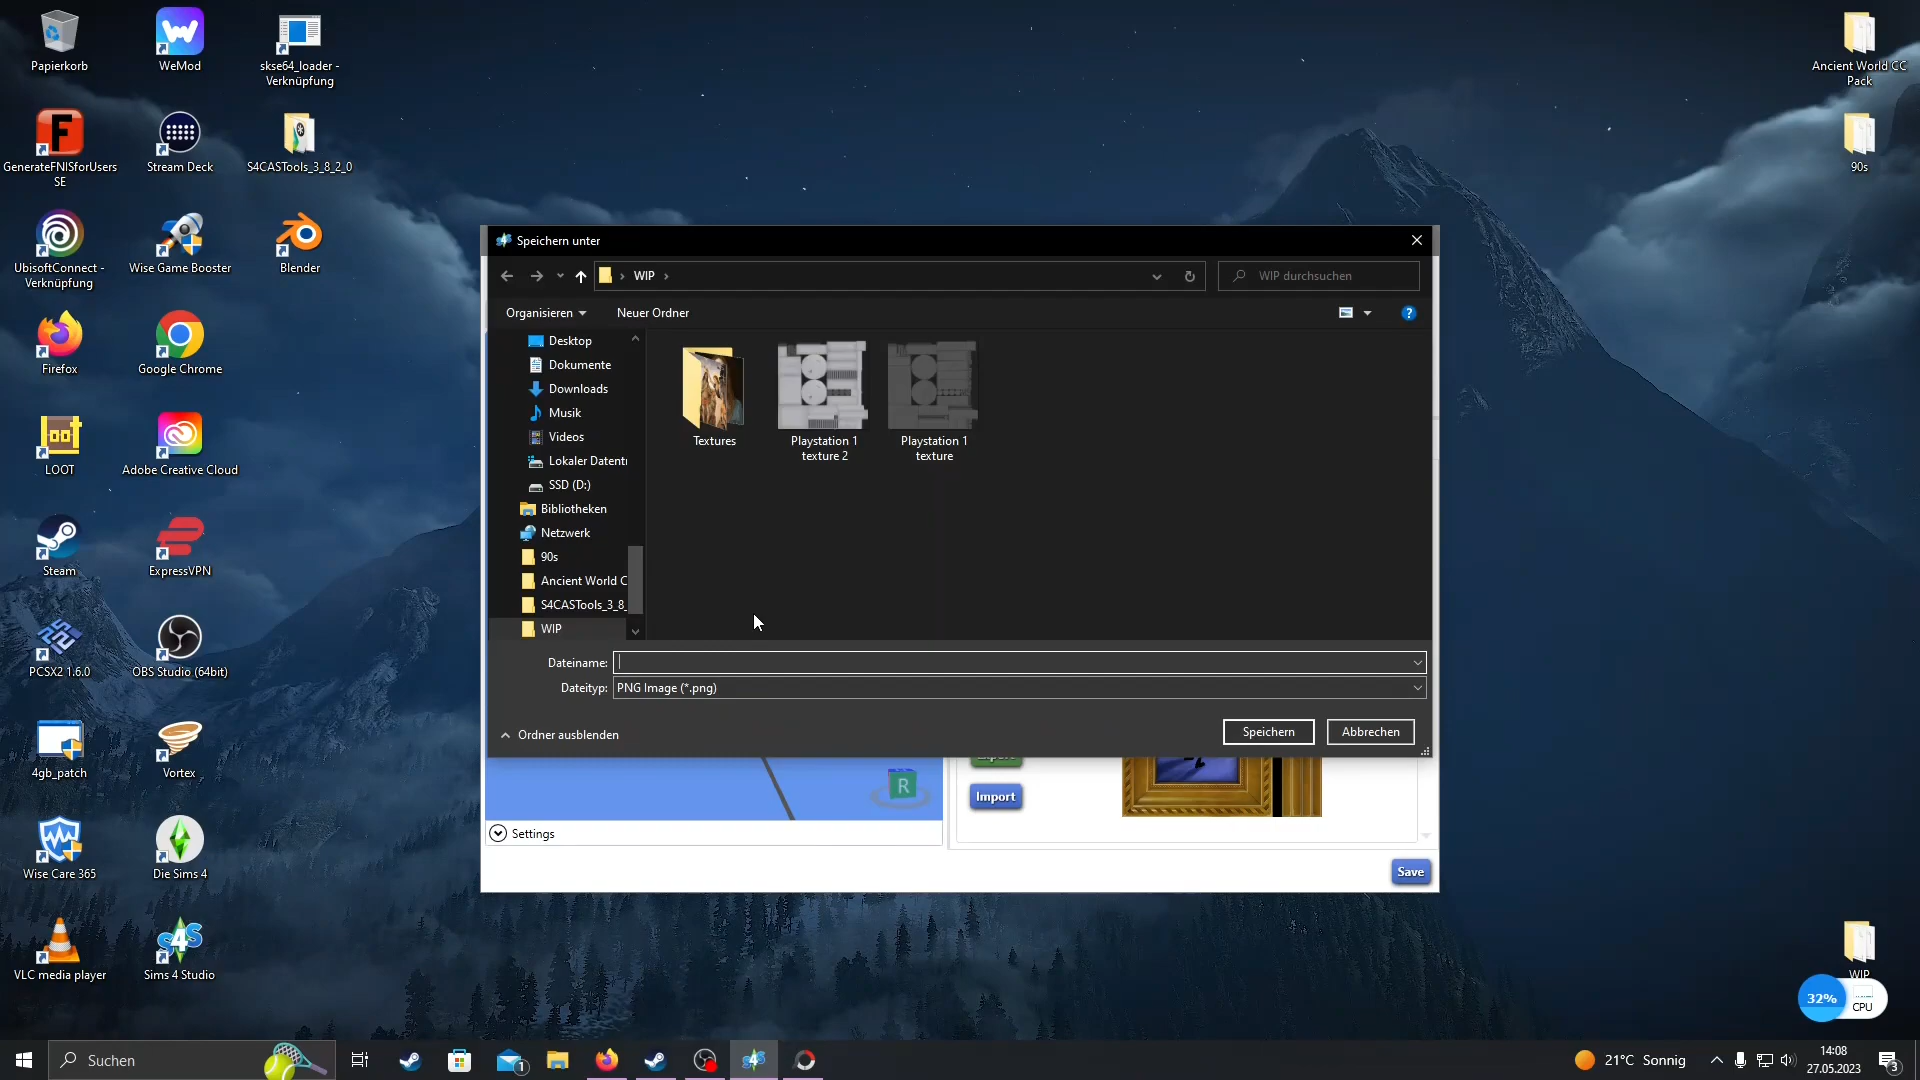 Papierkorb
WeMod
skse64_loader -
Verknüpfung
GenerateFNISforUsers
SE
Stream Deck
S4CASTools_3_8_2_0
UbisoftConnect -
Verknüpfung
Wise Game Booster
Blender
Firefox
Google Chrome
LOOT
Adobe Creative Cloud
Steam
ExpressVPN
PCSX2 1.6.0
OBS Studio (64bit)
4gb_patch
Vortex
Wise Care 365
Die Sims 4
VLC media player
Sims 4 Studio
Ancient World CC
Pack
90s
WIP
32%
CPU
Speichern unter
WIP
WIP durchsuchen
Organisieren
Neuer Ordner
?
Desktop
Dokumente
Downloads
Musik
Videos
Lokaler Datent
SSD (D:)
Bibliotheken
Netzwerk
90s
Ancient World C
S4CASTools_3_8_
WIP
Textures
Playstation 1
texture 2
Playstation 1
texture
Dateiname:
Dateityp:
PNG Image (*.png)
Ordner ausblenden
Speichern
Abbrechen
R
Import
Settings
Save
Suchen
1
21°C Sonnig
14:08
27.05.2023
3